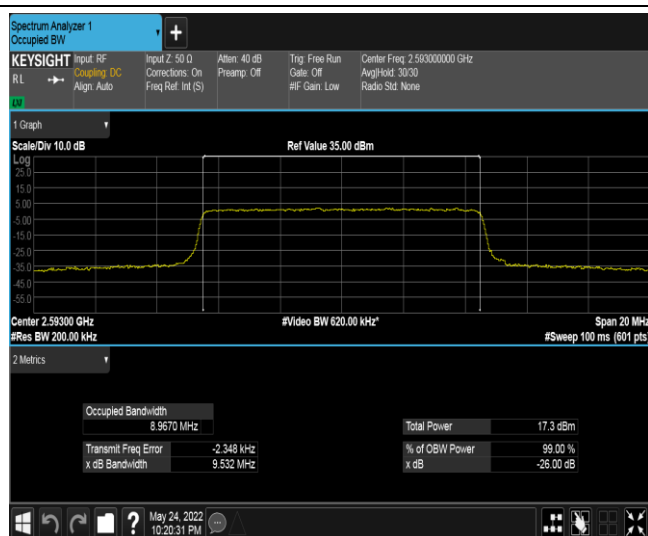 Spectrum Analyzer 1
Occupied BW
+
KEYSIGHT Input: RF Input Z: 50 Ω Atten: 40 dB Trig: Free Run Center Freq: 2.593000000 GHz
RL Coupling: DC Corrections: On Preamp: Off Gate: Off Avg|Hold: 30/30
Align: Auto Freq Ref: Int (S) #IF Gain: Low Radio Std: None
LXI
1 Graph
Scale/Div 10.0 dB Ref Value 35.00 dBm
Log
25.0
15.0
5.00
-5.00
-15.0
-25.0
-35.0
-45.0
-55.0
Center 2.59300 GHz #Video BW 620.00 kHz* Span 20 MHz
#Res BW 200.00 kHz #Sweep 100 ms (601 pts)
2 Metrics
Occupied Bandwidth
8.9670 MHz Total Power 17.3 dBm
Transmit Freq Error -2.348 kHz % of OBW Power 99.00 %
x dB Bandwidth 9.532 MHz x dB -26.00 dB
? May 24, 2022
10:20:31 PM